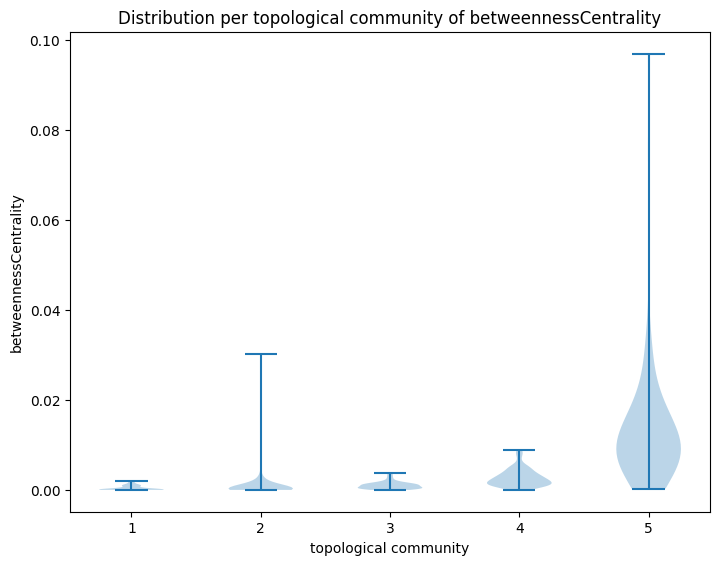 Distribution per topological community of betweennessCentrality
0.10
0.08
0.06
0.04
0.02
0.00
betweennessCentrality
1 2 3 4 5
topological community